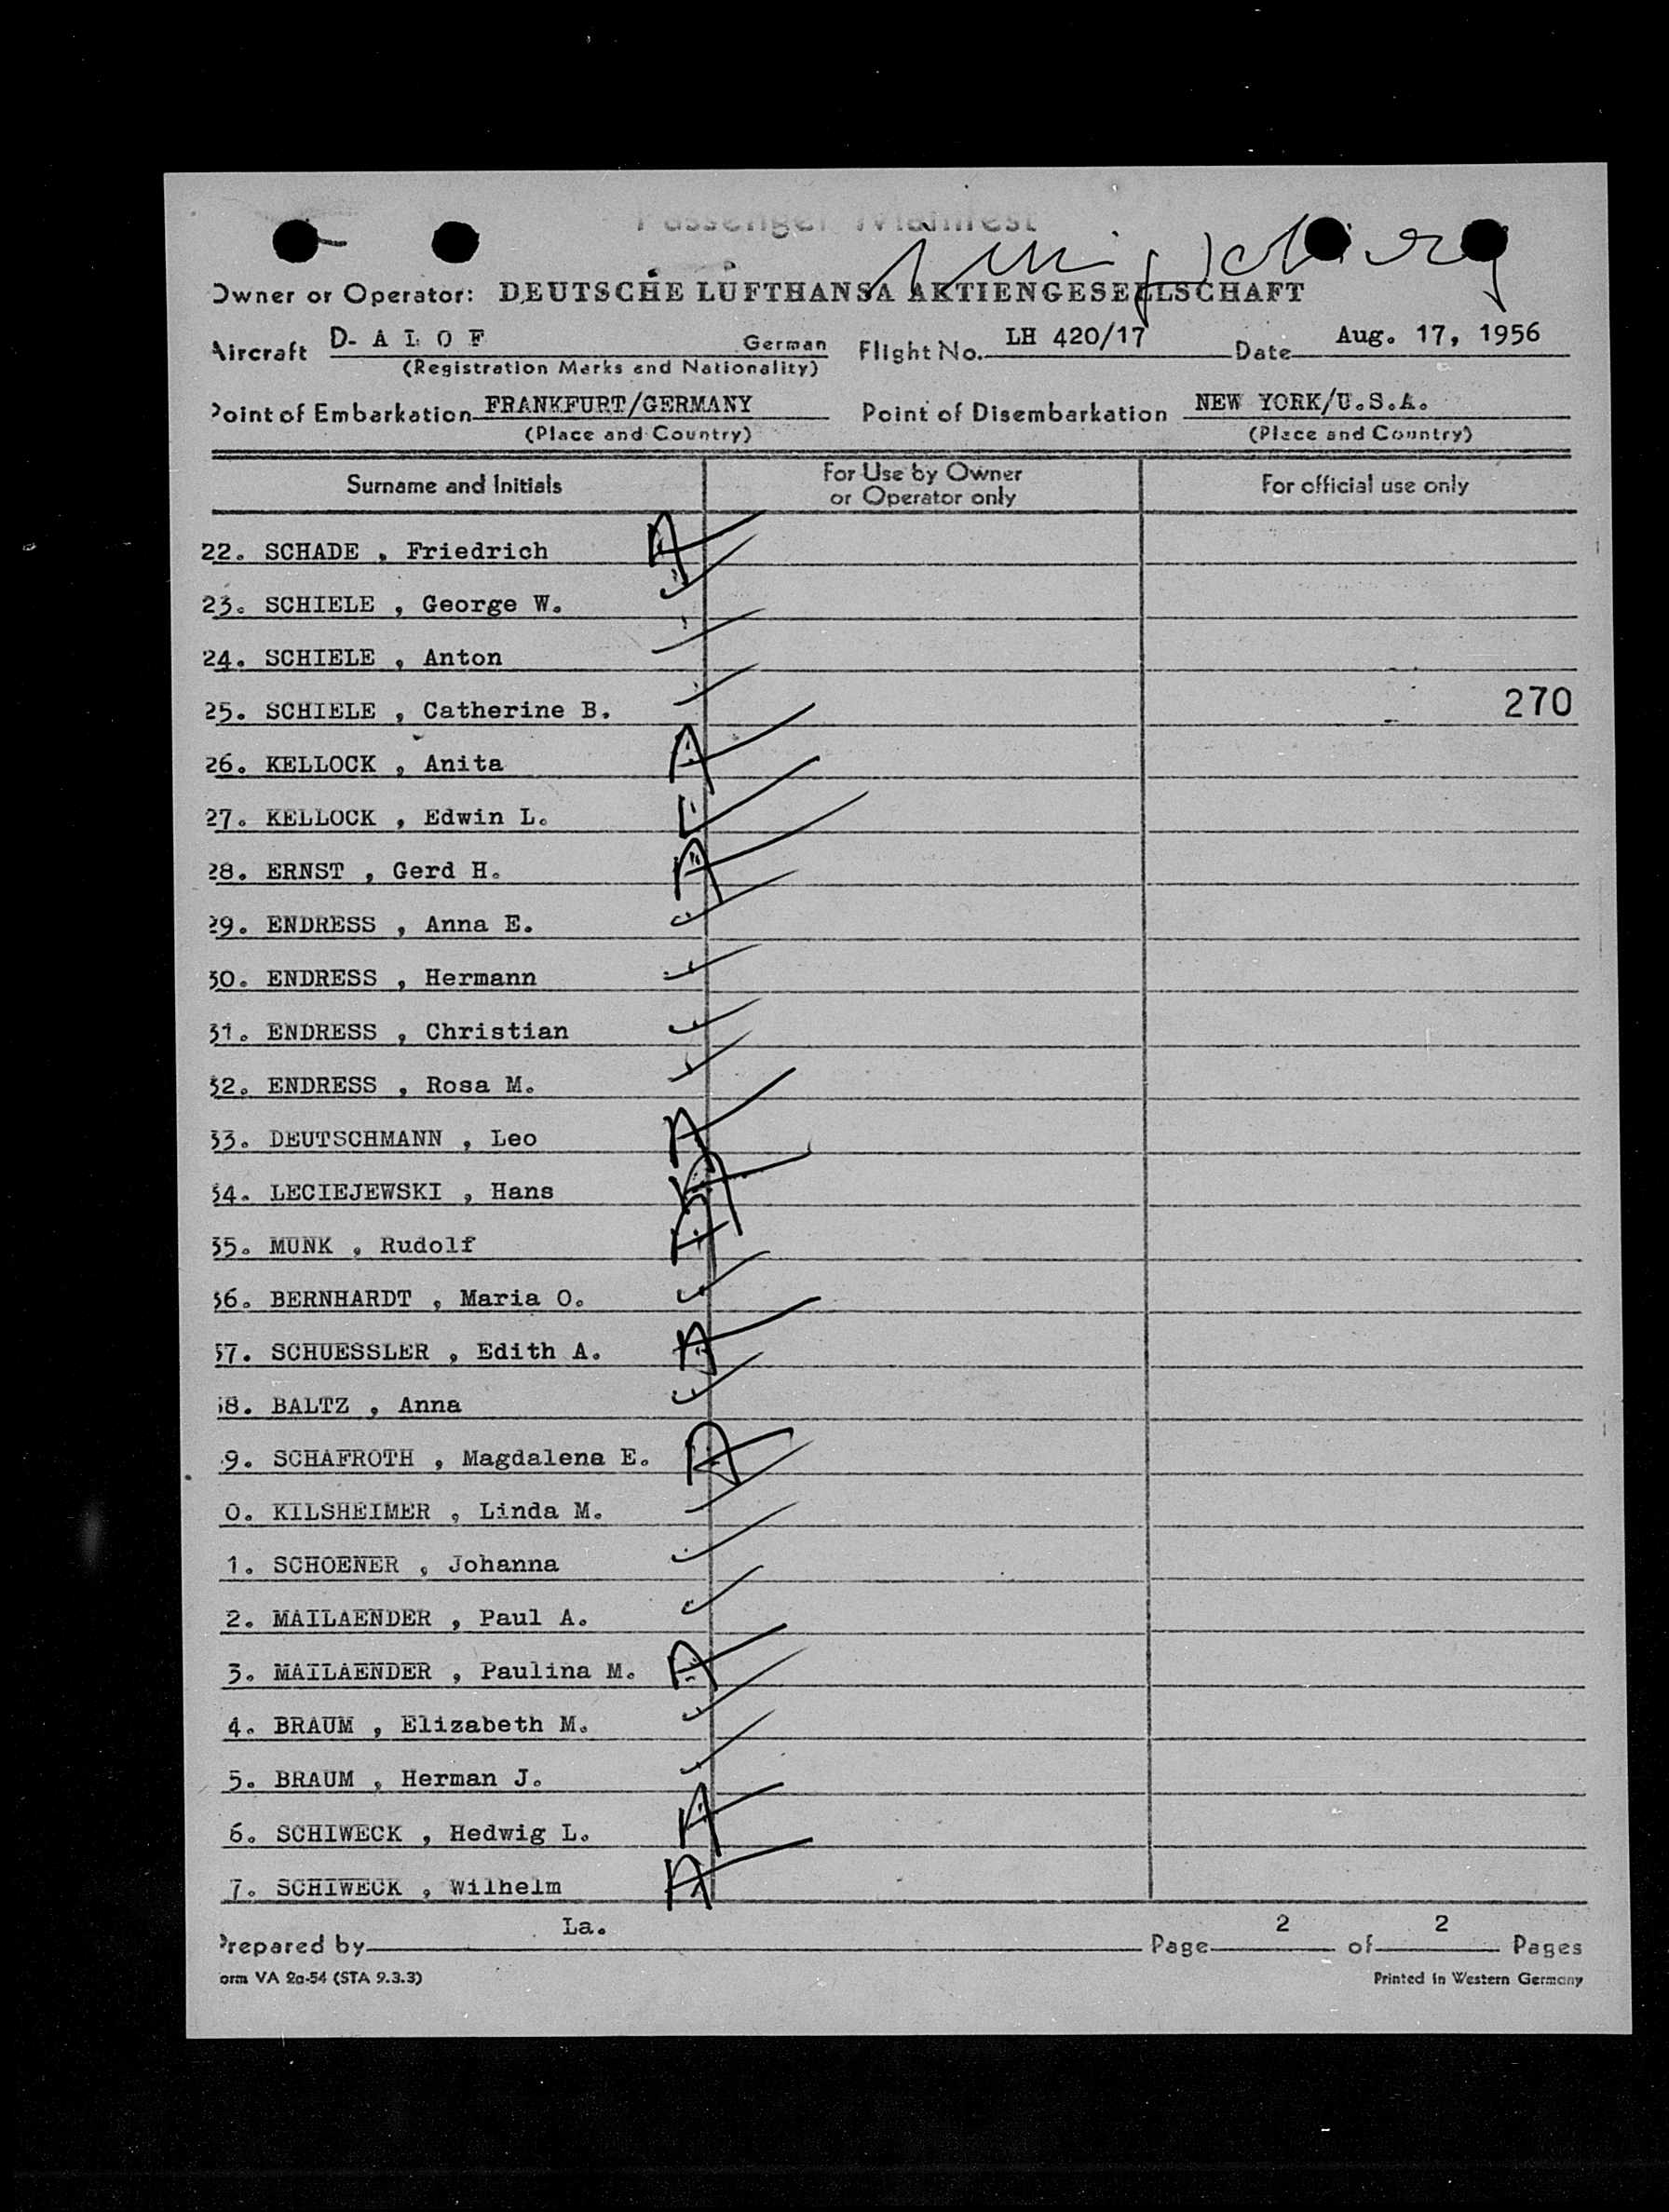 Passenger Manifest
Owner or Operator: DEUTSCHE LUFTHANSA AKTIENGESELLSCHAFT
Aircraft D- A L O F German Flight No. LH 420/17 Date Aug. 17, 1956
(Registration Marks and Nationality)
Point of Embarkation FRANKFURT/GERMANY Point of Disembarkation NEW YORK/U.S.A.
(Place and Country) (Place and Country)
Surname and Initials For Use by Owner or Operator only For official use only
22. SCHADE , Friedrich A
23. SCHIELE , George W.
24. SCHIELE , Anton
25. SCHIELE , Catherine B. 270
26. KELLOCK , Anita A
27. KELLOCK , Edwin L.
28. ERNST , Gerd H. A
29. ENDRESS , Anna E.
30. ENDRESS , Hermann
31. ENDRESS , Christian
32. ENDRESS , Rosa M.
33. DEUTSCHMANN , Leo A
34. LECIEJEWSKI , Hans A
35. MUNK , Rudolf A
36. BERNHARDT , Maria O.
37. SCHUESSLER , Edith A. A
38. BALTZ , Anna
9. SCHAFROTH , Magdalena E. A
0. KILSHEIMER , Linda M.
1. SCHOENER , Johanna
2. MAILAENDER , Paul A.
3. MAILAENDER , Paulina M. A
4. BRAUM , Elizabeth M.
5. BRAUM , Herman J.
6. SCHIWECK , Hedwig L. A
7. SCHIWECK , Wilhelm A
Prepared by La. Page 2 of 2 Pages
orm VA 2a-54 (STA 9.3.3) Printed in Western Germany